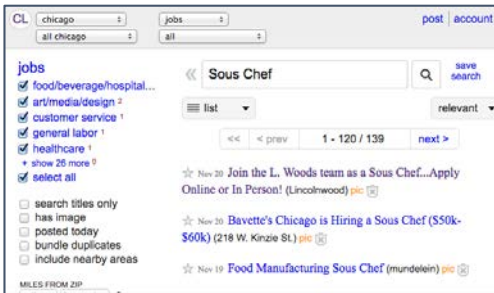 CL chicago jobs post account
all chicago all
jobs
food/beverage/hospital...
art/media/design 2
customer service 1
general labor 1
healthcare 1
+ show 26 more 0
select all
search titles only
has image
posted today
bundle duplicates
include nearby areas
MILES FROM ZIP
Sous Chef
save
search
list relevant
<< < prev 1 - 120 / 139 next >
Nov 20 Join the L. Woods team as a Sous Chef...Apply
Online or In Person! (Lincolnwood) pic
Nov 20 Bavette's Chicago is Hiring a Sous Chef ($50k-
$60k) (218 W. Kinzie St.) pic
Nov 19 Food Manufacturing Sous Chef (mundelein) pic